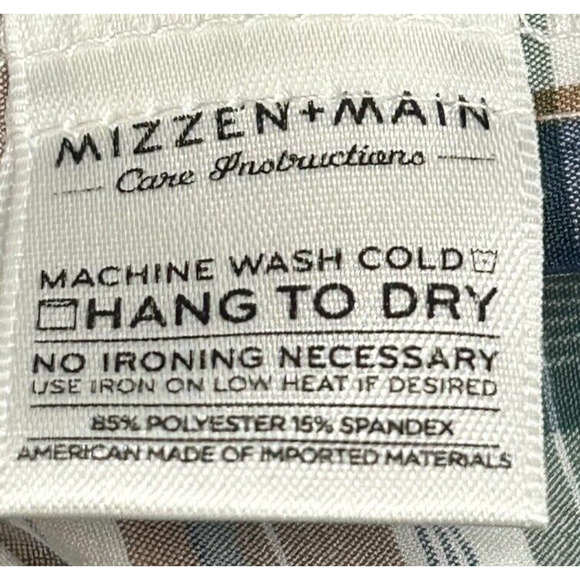 MIZZEN+MAIN
Care Instructions
MACHINE WASH COLD
HANG TO DRY
NO IRONING NECESSARY
USE IRON ON LOW HEAT IF DESIRED
85% POLYESTER 15% SPANDEX
AMERICAN MADE OF IMPORTED MATERIALS